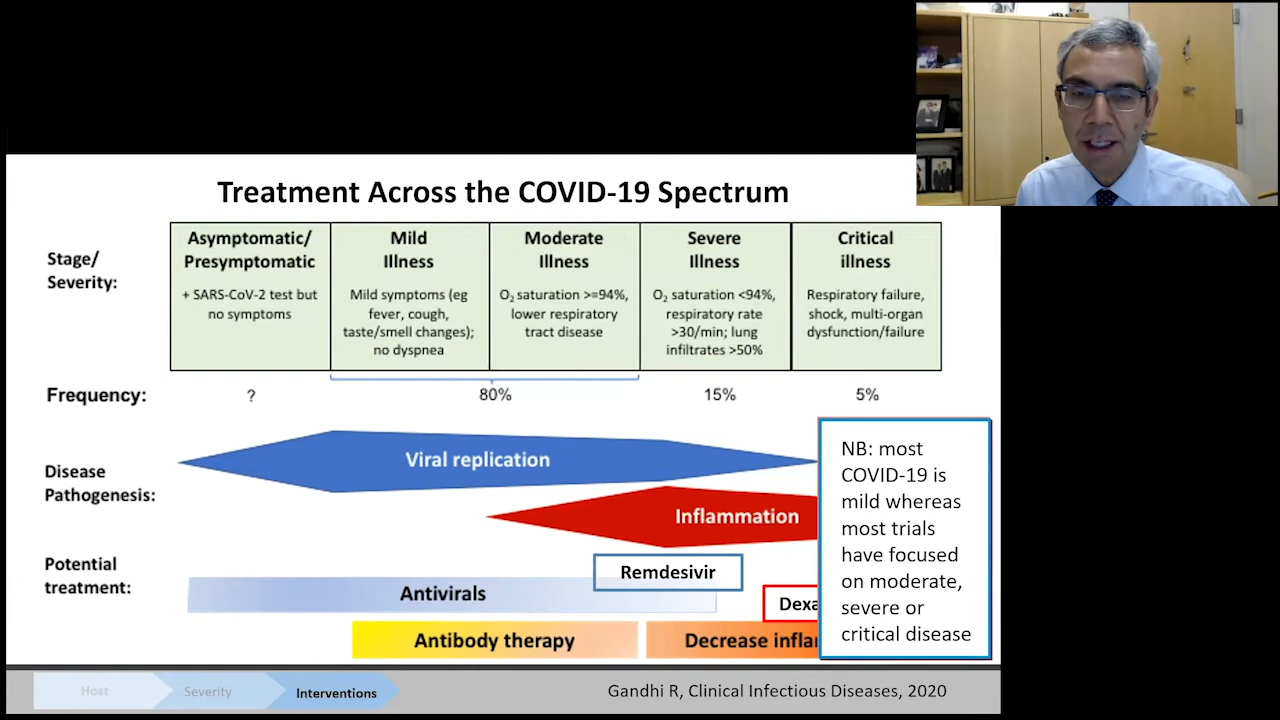 Treatment Across the COVID-19 Spectrum
Stage/
Severity:
Asymptomatic/
Presymptomatic
+ SARS-CoV-2 test but
no symptoms
Mild
Illness
Mild symptoms (eg
fever, cough,
taste/smell changes);
no dyspnea
Moderate
Illness
O₂ saturation >=94%,
lower respiratory
tract disease
Severe
Illness
O₂ saturation <94%,
respiratory rate
>30/min; lung
infiltrates >50%
Critical
illness
Respiratory failure,
shock, multi-organ
dysfunction/failure
Frequency:
?
80%
15%
5%
Disease
Pathogenesis:
Viral replication
Inflammation
Potential
treatment:
Remdesivir
Antivirals
Dexa
Antibody therapy
Decrease inflam
NB: most
COVID-19 is
mild whereas
most trials
have focused
on moderate,
severe or
critical disease
Host
Severity
Interventions
Gandhi R, Clinical Infectious Diseases, 2020